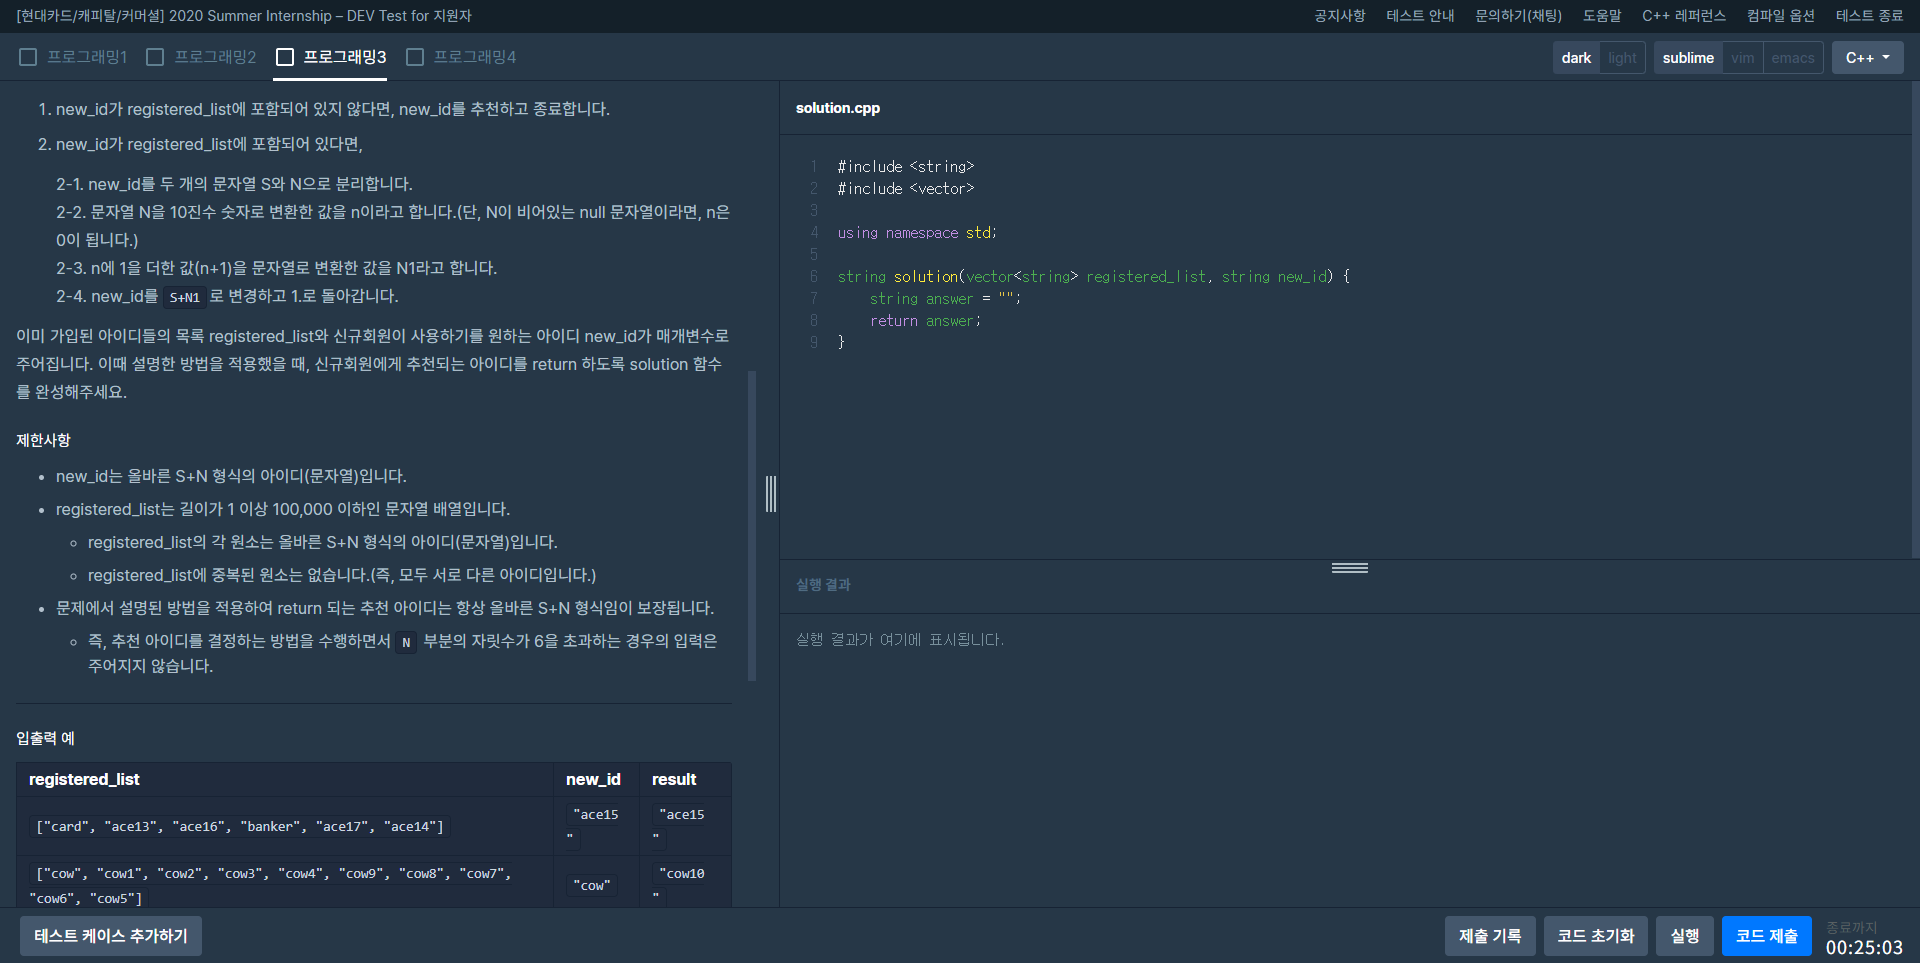 [현대카드/캐피탈/커머셜] 2020 Summer Internship – DEV Test for 지원자
공지사항 테스트 안내 문의하기(채팅) 도움말 C++ 레퍼런스 컴파일 옵션 테스트 종료
프로그래밍1 프로그래밍2 프로그래밍3 프로그래밍4
dark light sublime vim emacs C++
1. new_id가 registered_list에 포함되어 있지 않다면, new_id를 추천하고 종료합니다.
2. new_id가 registered_list에 포함되어 있다면,
2-1. new_id를 두 개의 문자열 S와 N으로 분리합니다.
2-2. 문자열 N을 10진수 숫자로 변환한 값을 n이라고 합니다.(단, N이 비어있는 null 문자열이라면, n은
0이 됩니다.)
2-3. n에 1을 더한 값(n+1)을 문자열로 변환한 값을 N1라고 합니다.
2-4. new_id를 S+N1 로 변경하고 1.로 돌아갑니다.
이미 가입된 아이디들의 목록 registered_list와 신규회원이 사용하기를 원하는 아이디 new_id가 매개변수로
주어집니다. 이때 설명한 방법을 적용했을 때, 신규회원에게 추천되는 아이디를 return 하도록 solution 함수
를 완성해주세요.
제한사항
• new_id는 올바른 S+N 형식의 아이디(문자열)입니다.
• registered_list는 길이가 1 이상 100,000 이하인 문자열 배열입니다.
◦ registered_list의 각 원소는 올바른 S+N 형식의 아이디(문자열)입니다.
◦ registered_list에 중복된 원소는 없습니다.(즉, 모두 서로 다른 아이디입니다.)
• 문제에서 설명된 방법을 적용하여 return 되는 추천 아이디는 항상 올바른 S+N 형식임이 보장됩니다.
◦ 즉, 추천 아이디를 결정하는 방법을 수행하면서 N 부분의 자릿수가 6을 초과하는 경우의 입력은
주어지지 않습니다.
입출력 예
registered_list new_id result
["card", "ace13", "ace16", "banker", "ace17", "ace14"] "ace15" "ace15"
["cow", "cow1", "cow2", "cow3", "cow4", "cow9", "cow8", "cow7",
"cow6", "cow5"] "cow" "cow10"
solution.cpp
1 #include <string>
2 #include <vector>
3
4 using namespace std;
5
6 string solution(vector<string> registered_list, string new_id) {
7 string answer = "";
8 return answer;
9 }
실행 결과
실행 결과가 여기에 표시됩니다.
테스트 케이스 추가하기
제출 기록 코드 초기화 실행 코드 제출
종료까지
00:25:03